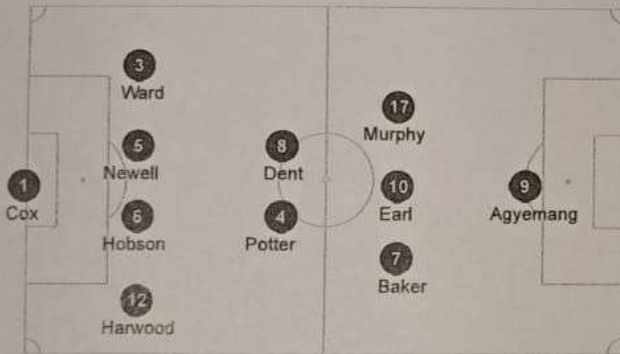 3
Ward
17
Murphy
5
Newell
8
Dent
1
Cox
10
Earl
9
Agyemang
6
Hobson
4
Potter
7
Baker
12
Harwood